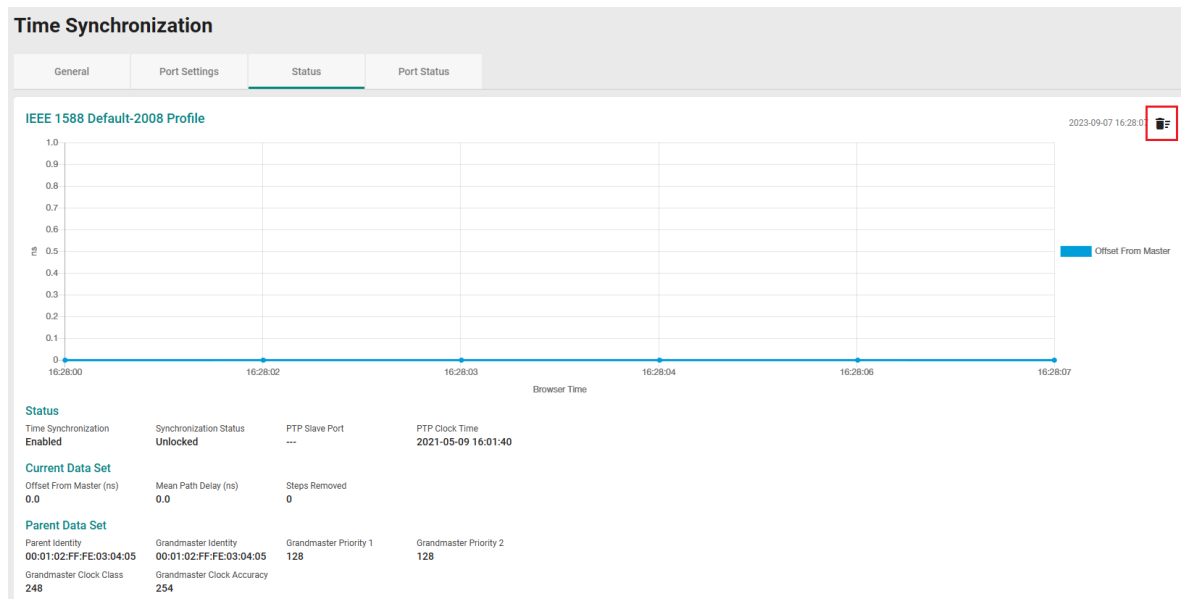 Time Synchronization
General Port Settings Status Port Status
IEEE 1588 Default-2008 Profile
2023-09-07 16:28:07
1.0
0.9
0.8
0.7
0.6
0.5
0.4
0.3
0.2
0.1
0
ns
Offset From Master
16:28:00 16:28:02 16:28:03 16:28:04 16:28:06 16:28:07
Browser Time
Status
Time Synchronization Synchronization Status PTP Slave Port PTP Clock Time
Enabled Unlocked --- 2021-05-09 16:01:40
Current Data Set
Offset From Master (ns) Mean Path Delay (ns) Steps Removed
0.0 0.0 0
Parent Data Set
Parent Identity Grandmaster Identity Grandmaster Priority 1 Grandmaster Priority 2
00:01:02:FF:FE:03:04:05 00:01:02:FF:FE:03:04:05 128 128
Grandmaster Clock Class Grandmaster Clock Accuracy
248 254